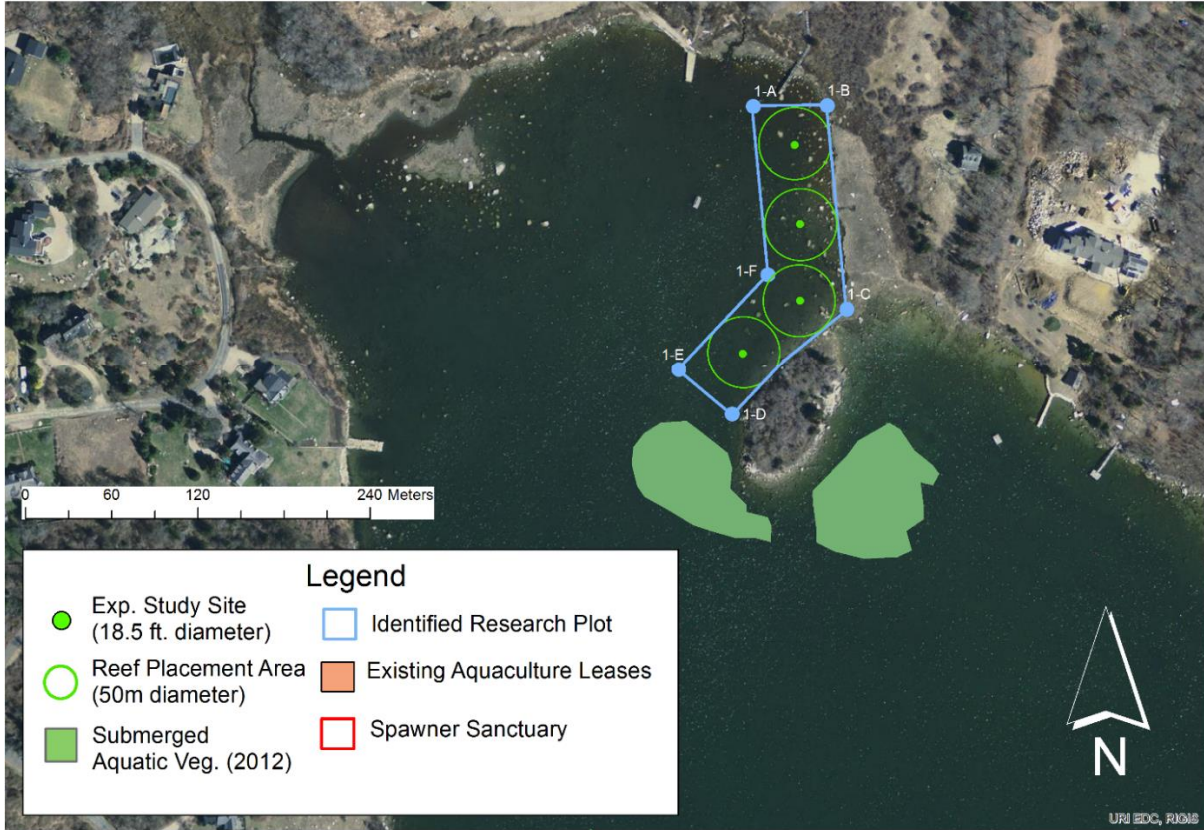 1-A
1-B
1-F
1-C
1-E
1-D
0 60 120 240 Meters
Legend
Exp. Study Site
(18.5 ft. diameter)
Reef Placement Area
(50m diameter)
Submerged
Aquatic Veg. (2012)
Identified Research Plot
Existing Aquaculture Leases
Spawner Sanctuary
N
URI EDC, RIGIS